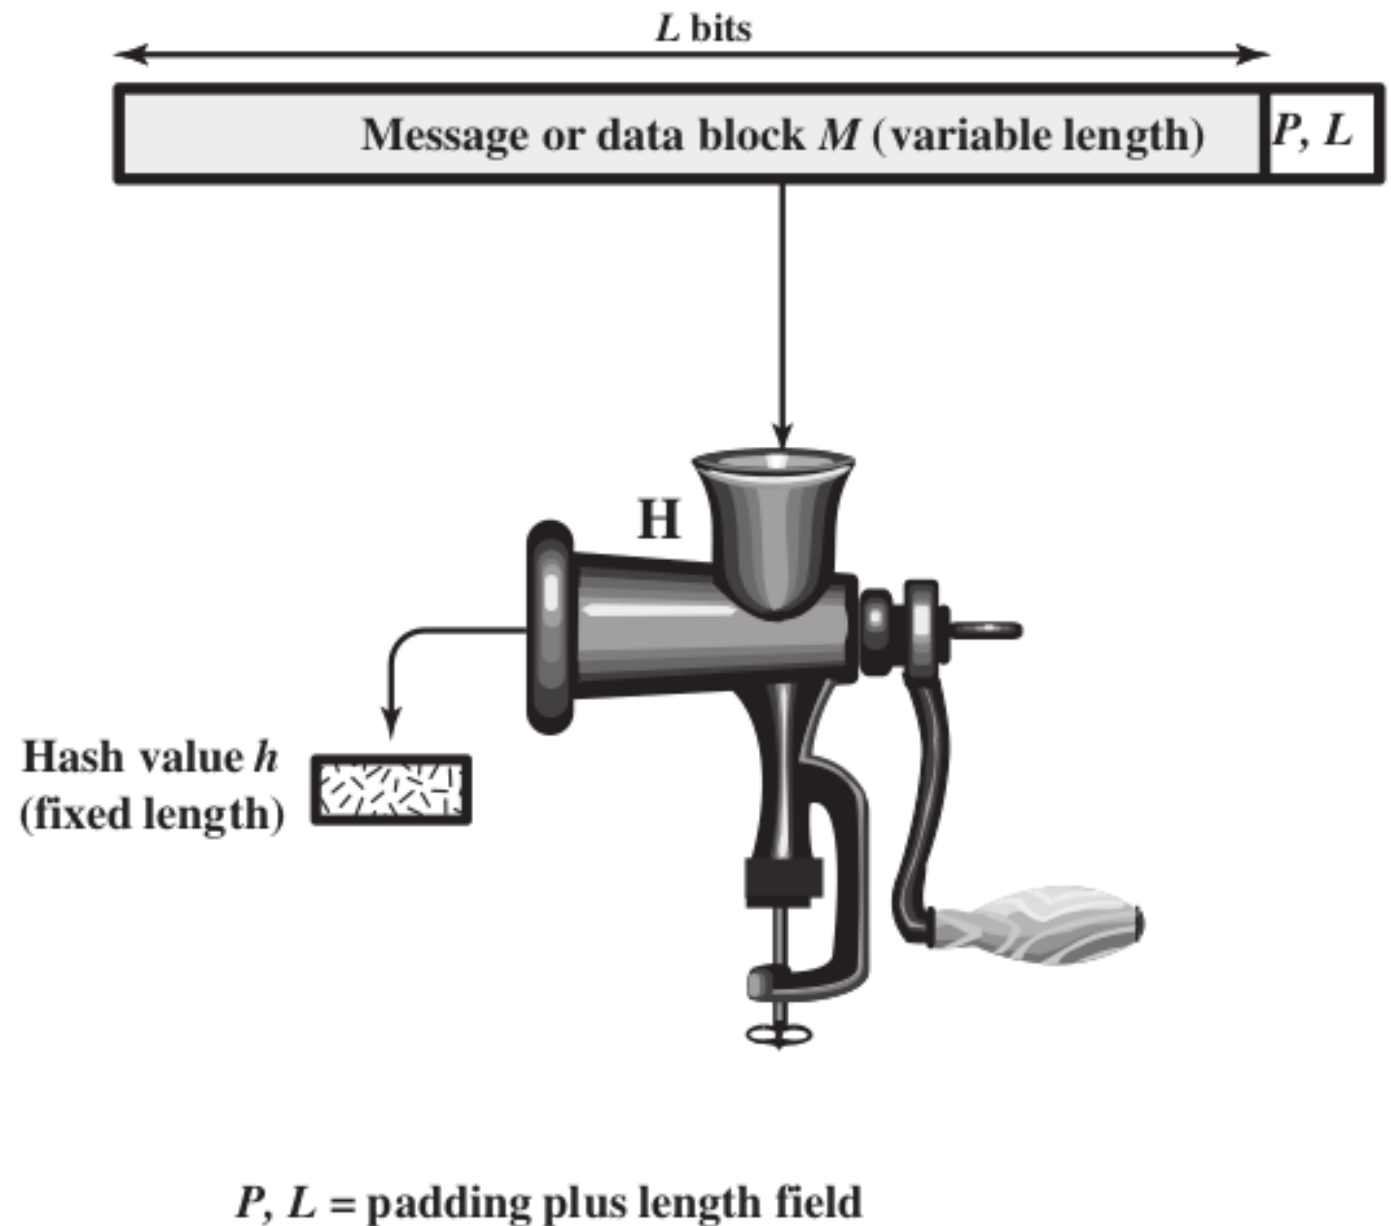 L bits
Message or data block M (variable length) P, L
H
Hash value h
(fixed length)
P, L = padding plus length field